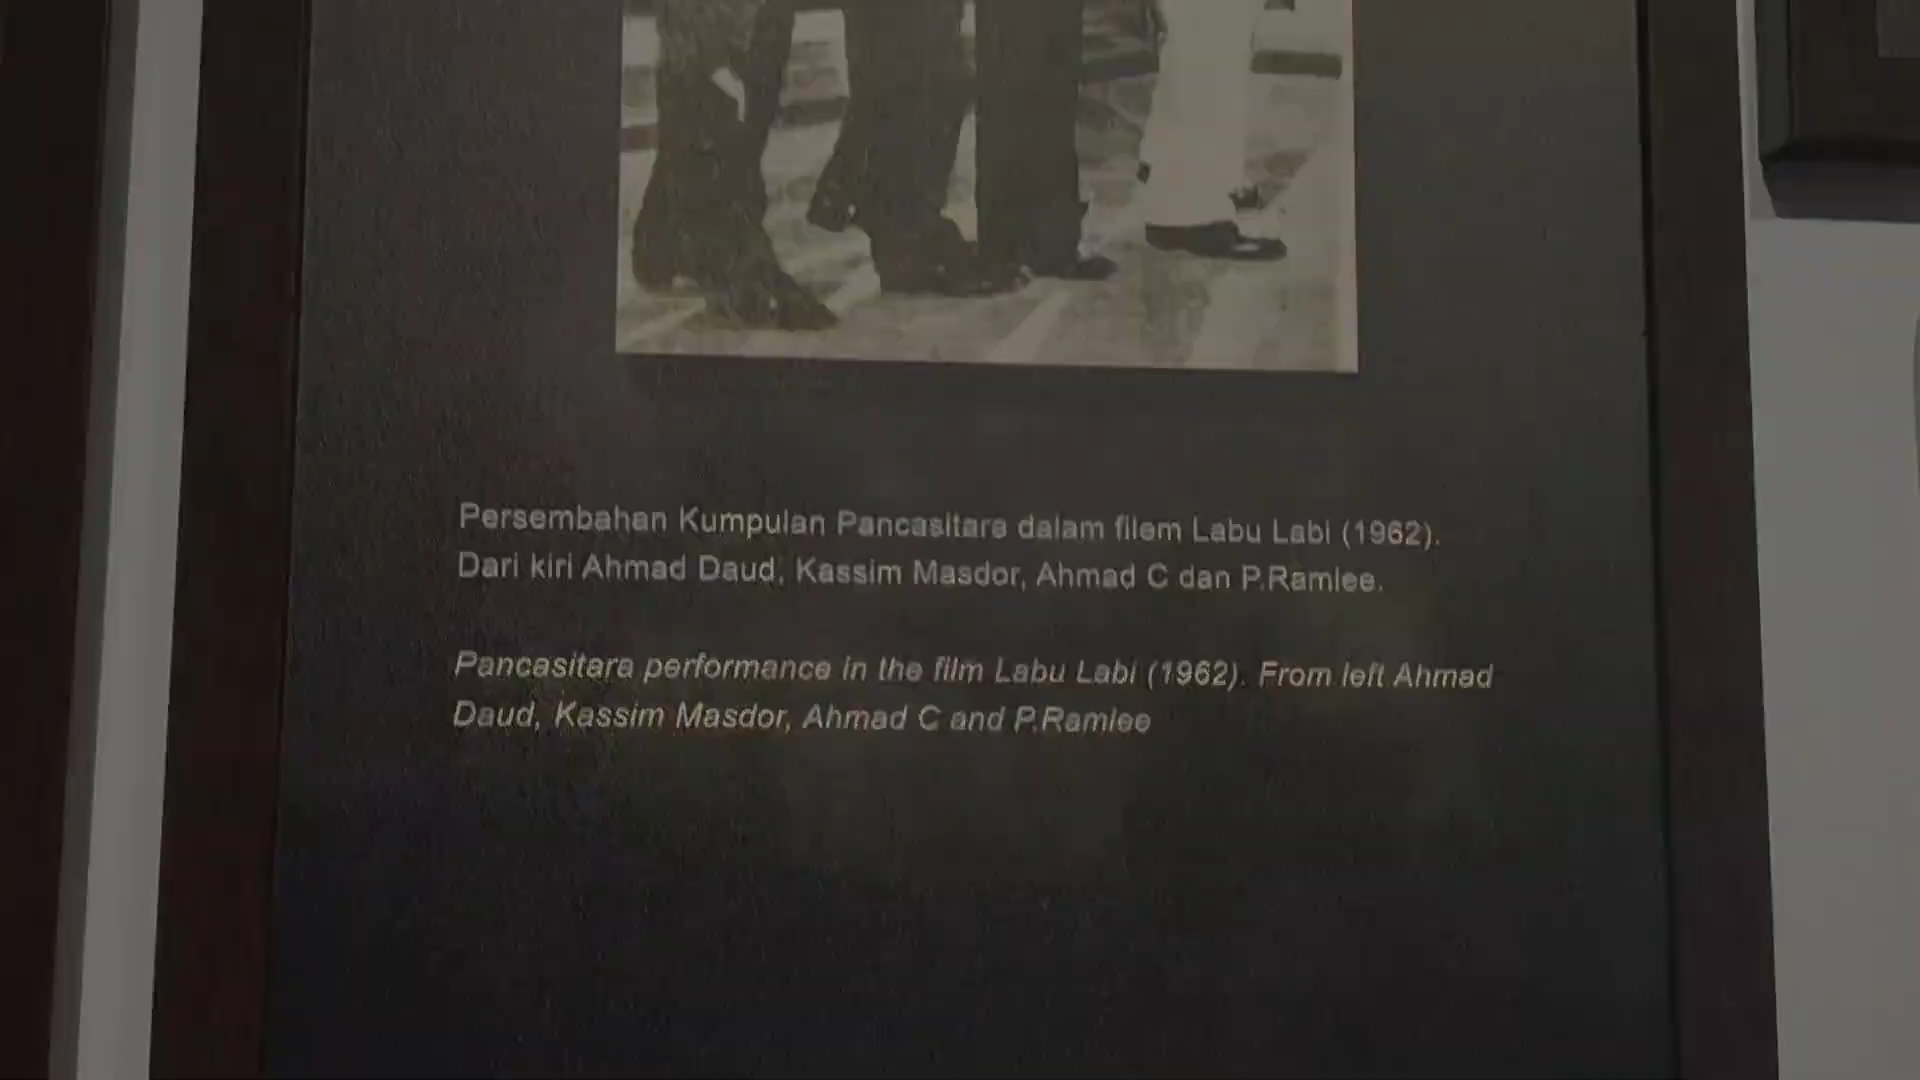 Persembahan Kumpulan Pancasitara dalam filem Labu Labi (1962).
Dari kiri Ahmad Daud, Kassim Masdor, Ahmad C dan P.Ramlee.
Pancasitara performance in the film Labu Labi (1962). From left Ahmad
Daud, Kassim Masdor, Ahmad C and P.Ramlee